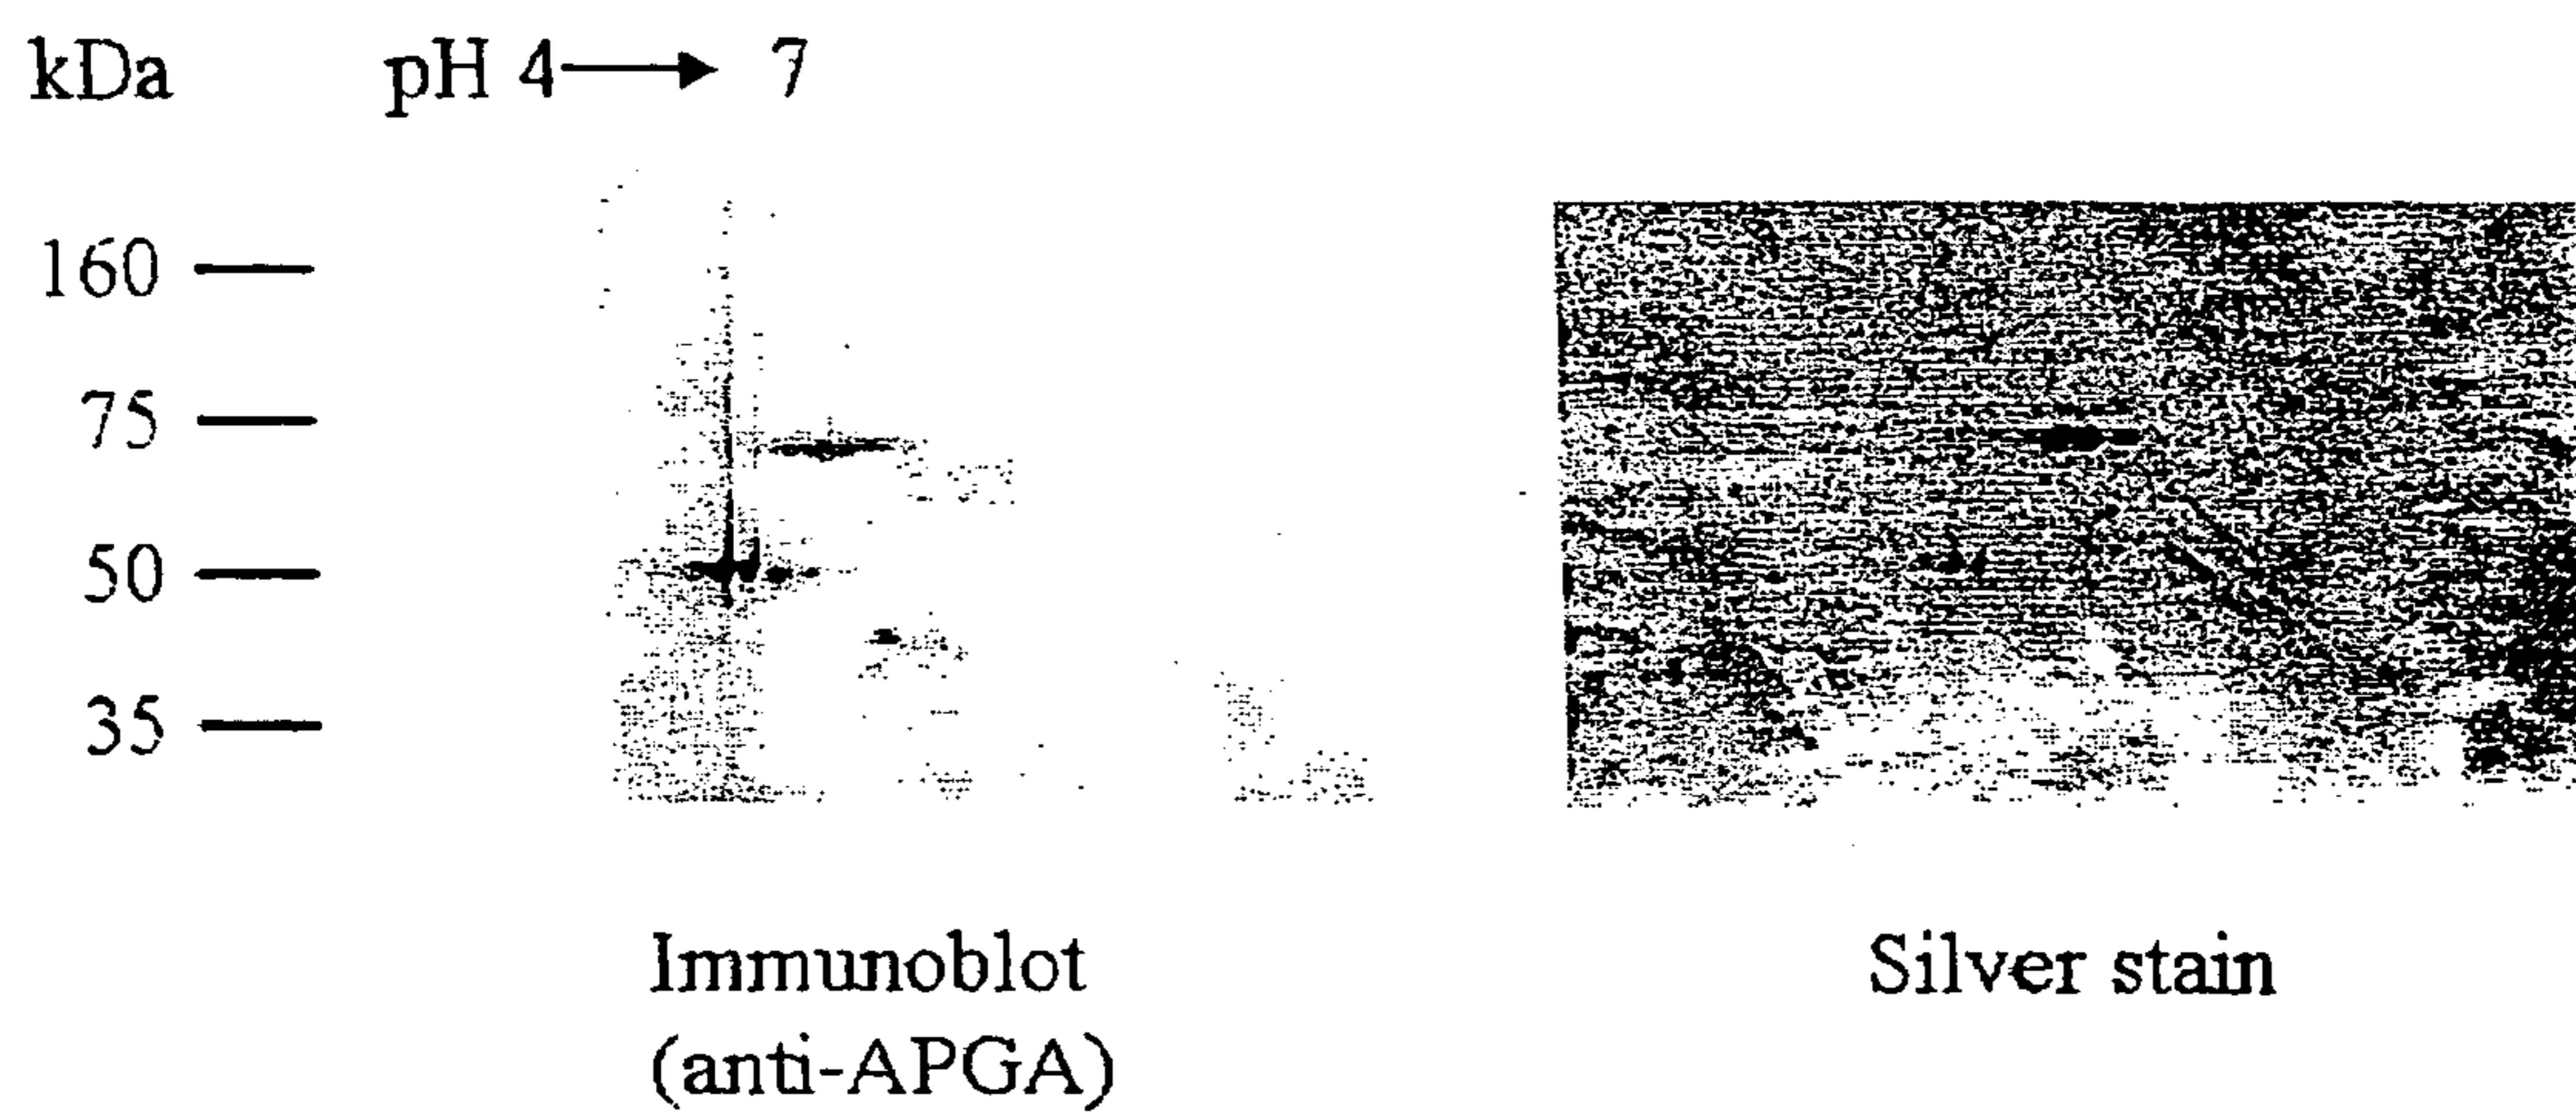 kDa pH 4 → 7
160
75
50
35
Immunoblot
(anti-APGA)
Silver stain